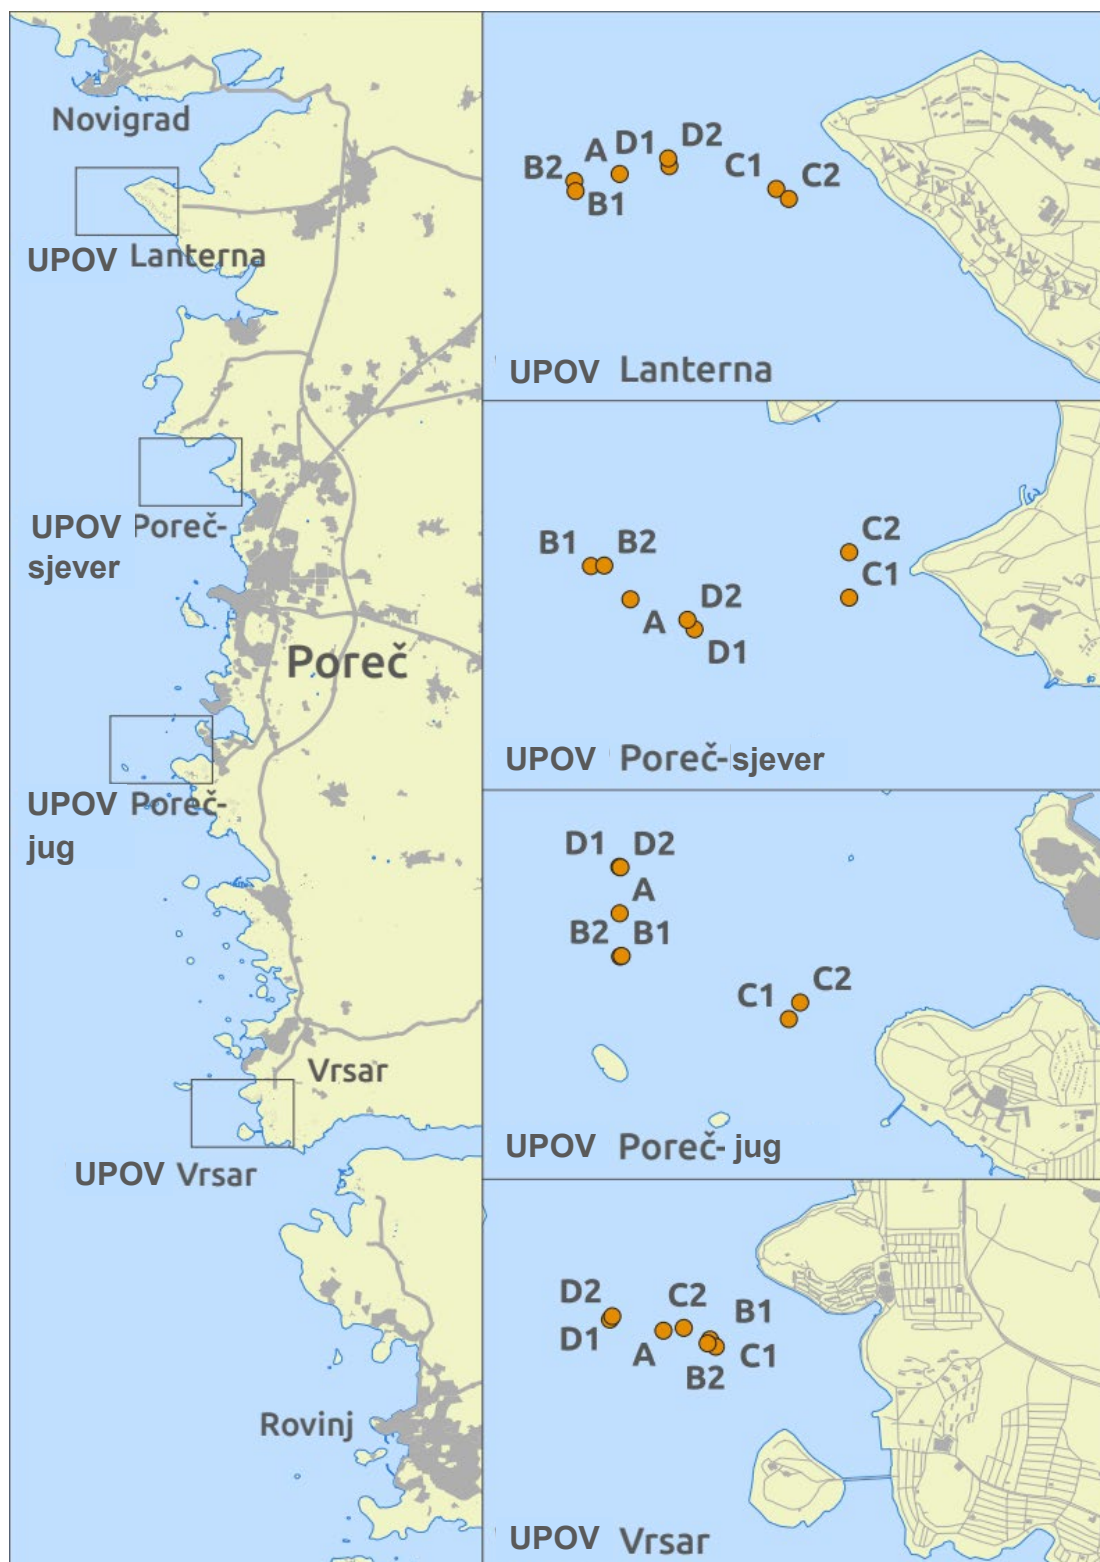 Novigrad
UPOV Lanterna
UPOV Poreč-
sjever
Poreč
UPOV Poreč-
jug
Vrsar
UPOV Vrsar
Rovinj
A D1 D2
B2 C1 C2
B1
UPOV Lanterna
B1 B2 C2
C1
A D2
D1
UPOV Poreč-sjever
D1 D2
A
B2 B1
C1 C2
UPOV Poreč-jug
D2 C2 B1
D1 A C1
B2
UPOV Vrsar